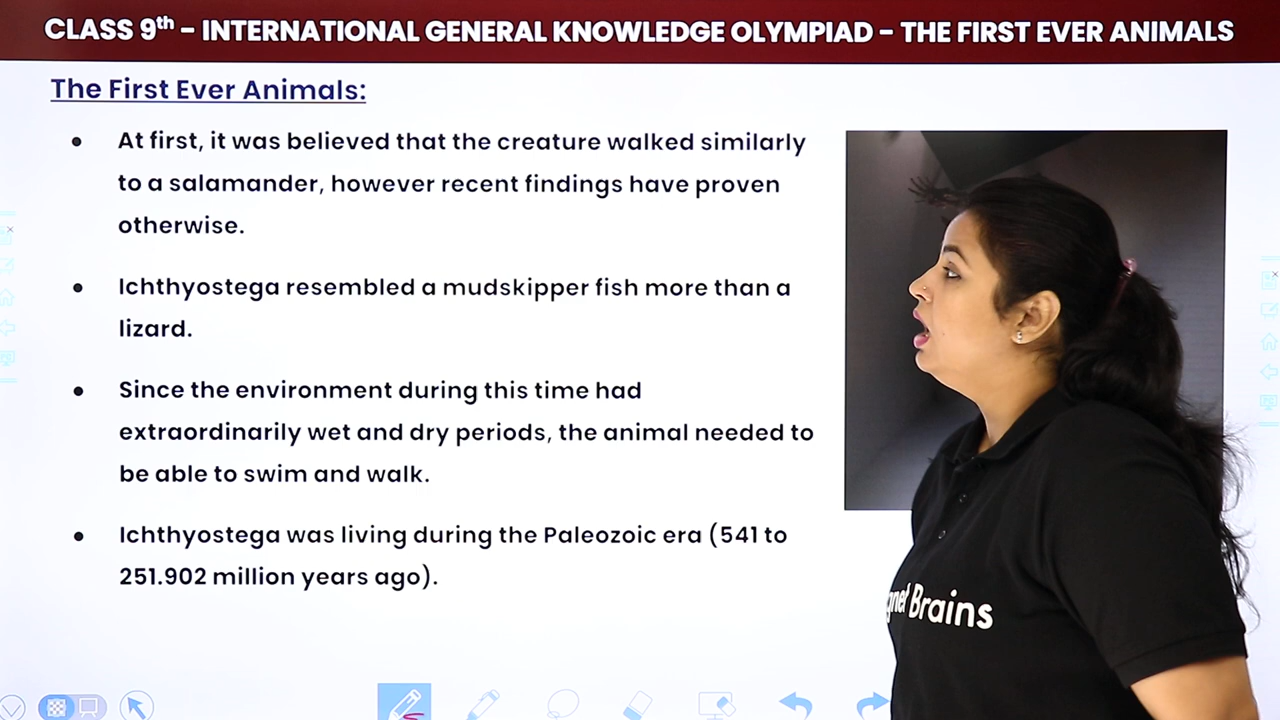 CLASS 9th – INTERNATIONAL GENERAL KNOWLEDGE OLYMPIAD – THE FIRST EVER ANIMALS
The First Ever Animals:
• At first, it was believed that the creature walked similarly
to a salamander, however recent findings have proven
otherwise.
• Ichthyostega resembled a mudskipper fish more than a
lizard.
• Since the environment during this time had
extraordinarily wet and dry periods, the animal needed to
be able to swim and walk.
• Ichthyostega was living during the Paleozoic era (541 to
251.902 million years ago).
Brains